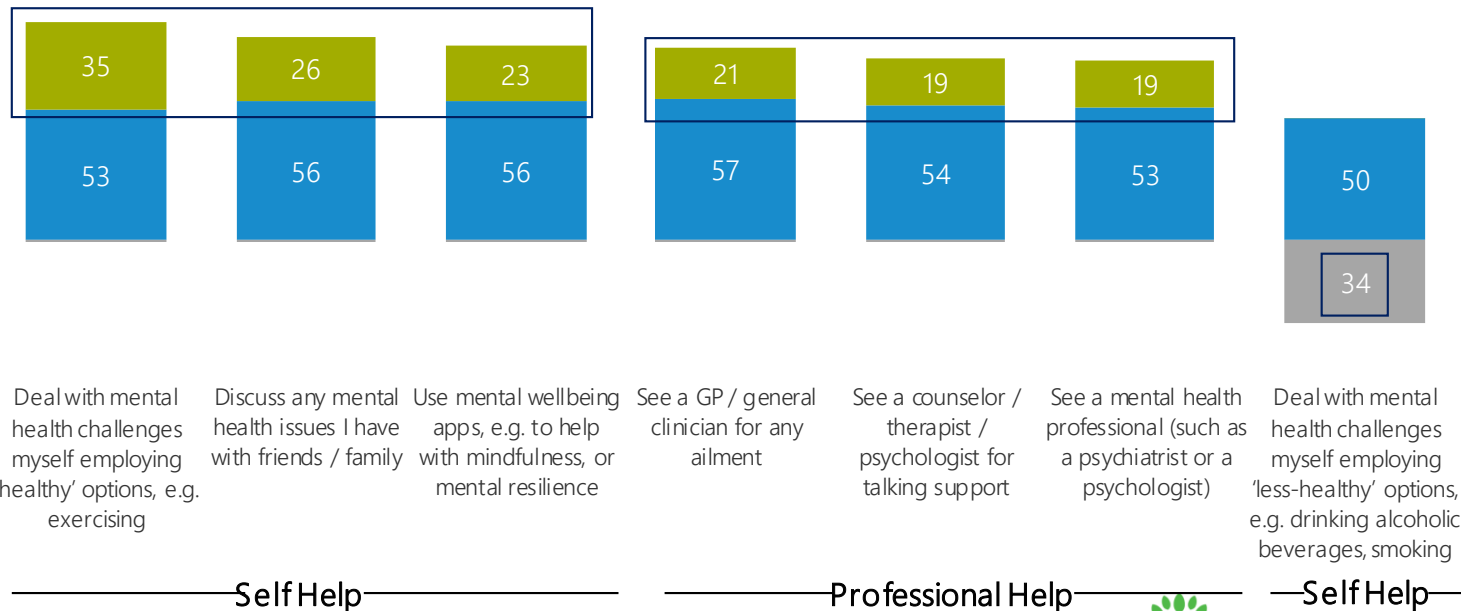 35
26
23
21
19
19
53
56
56
57
54
53
50
34
Deal with mental
health challenges
myself employing
healthy’ options, e.g.
exercising
Discuss any mental
health issues I have
with friends / family
Use mental wellbeing
apps, e.g. to help
with mindfulness, or
mental resilience
See a GP / general
clinician for any
ailment
See a counselor /
therapist /
psychologist for
talking support
See a mental health
professional (such as
a psychiatrist or a
psychologist)
Deal with mental
health challenges
myself employing
‘less-healthy’ options,
e.g. drinking alcoholic
beverages, smoking
Self Help
Professional Help
Self Help